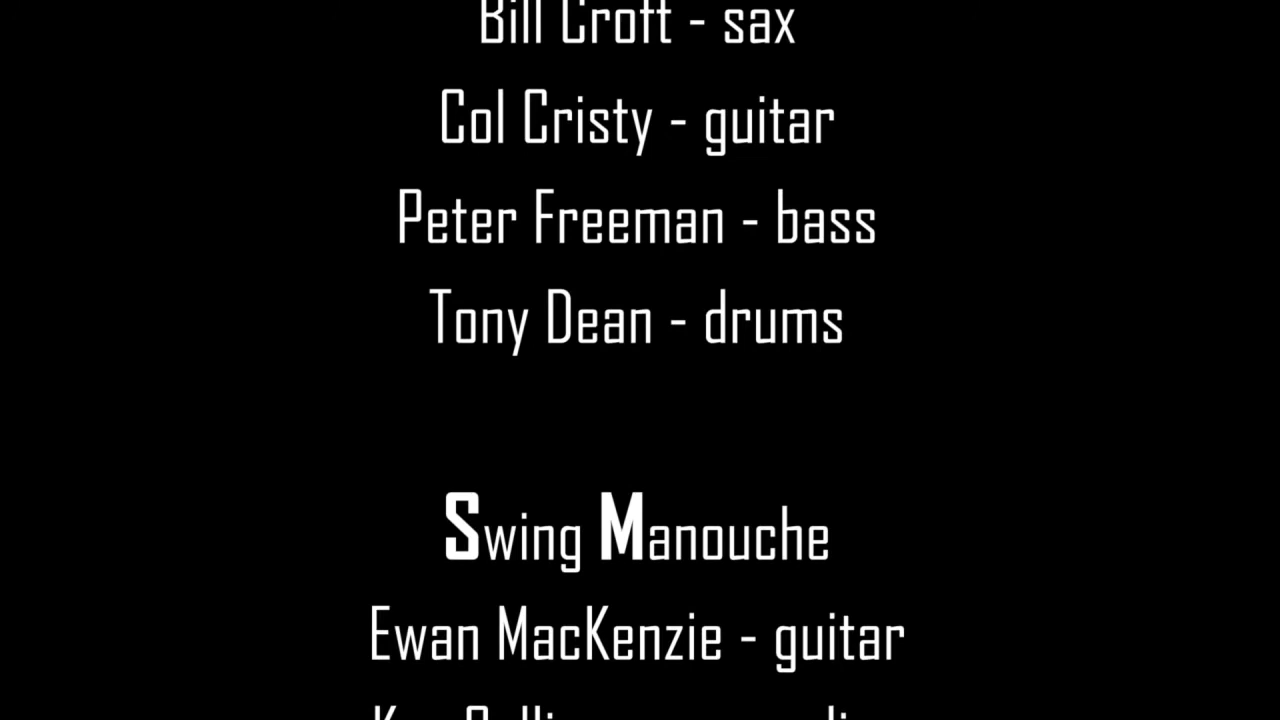 Bill Croft - sax
Col Cristy - guitar
Peter Freeman - bass
Tony Dean - drums
Swing Manouche
Ewan MacKenzie - guitar